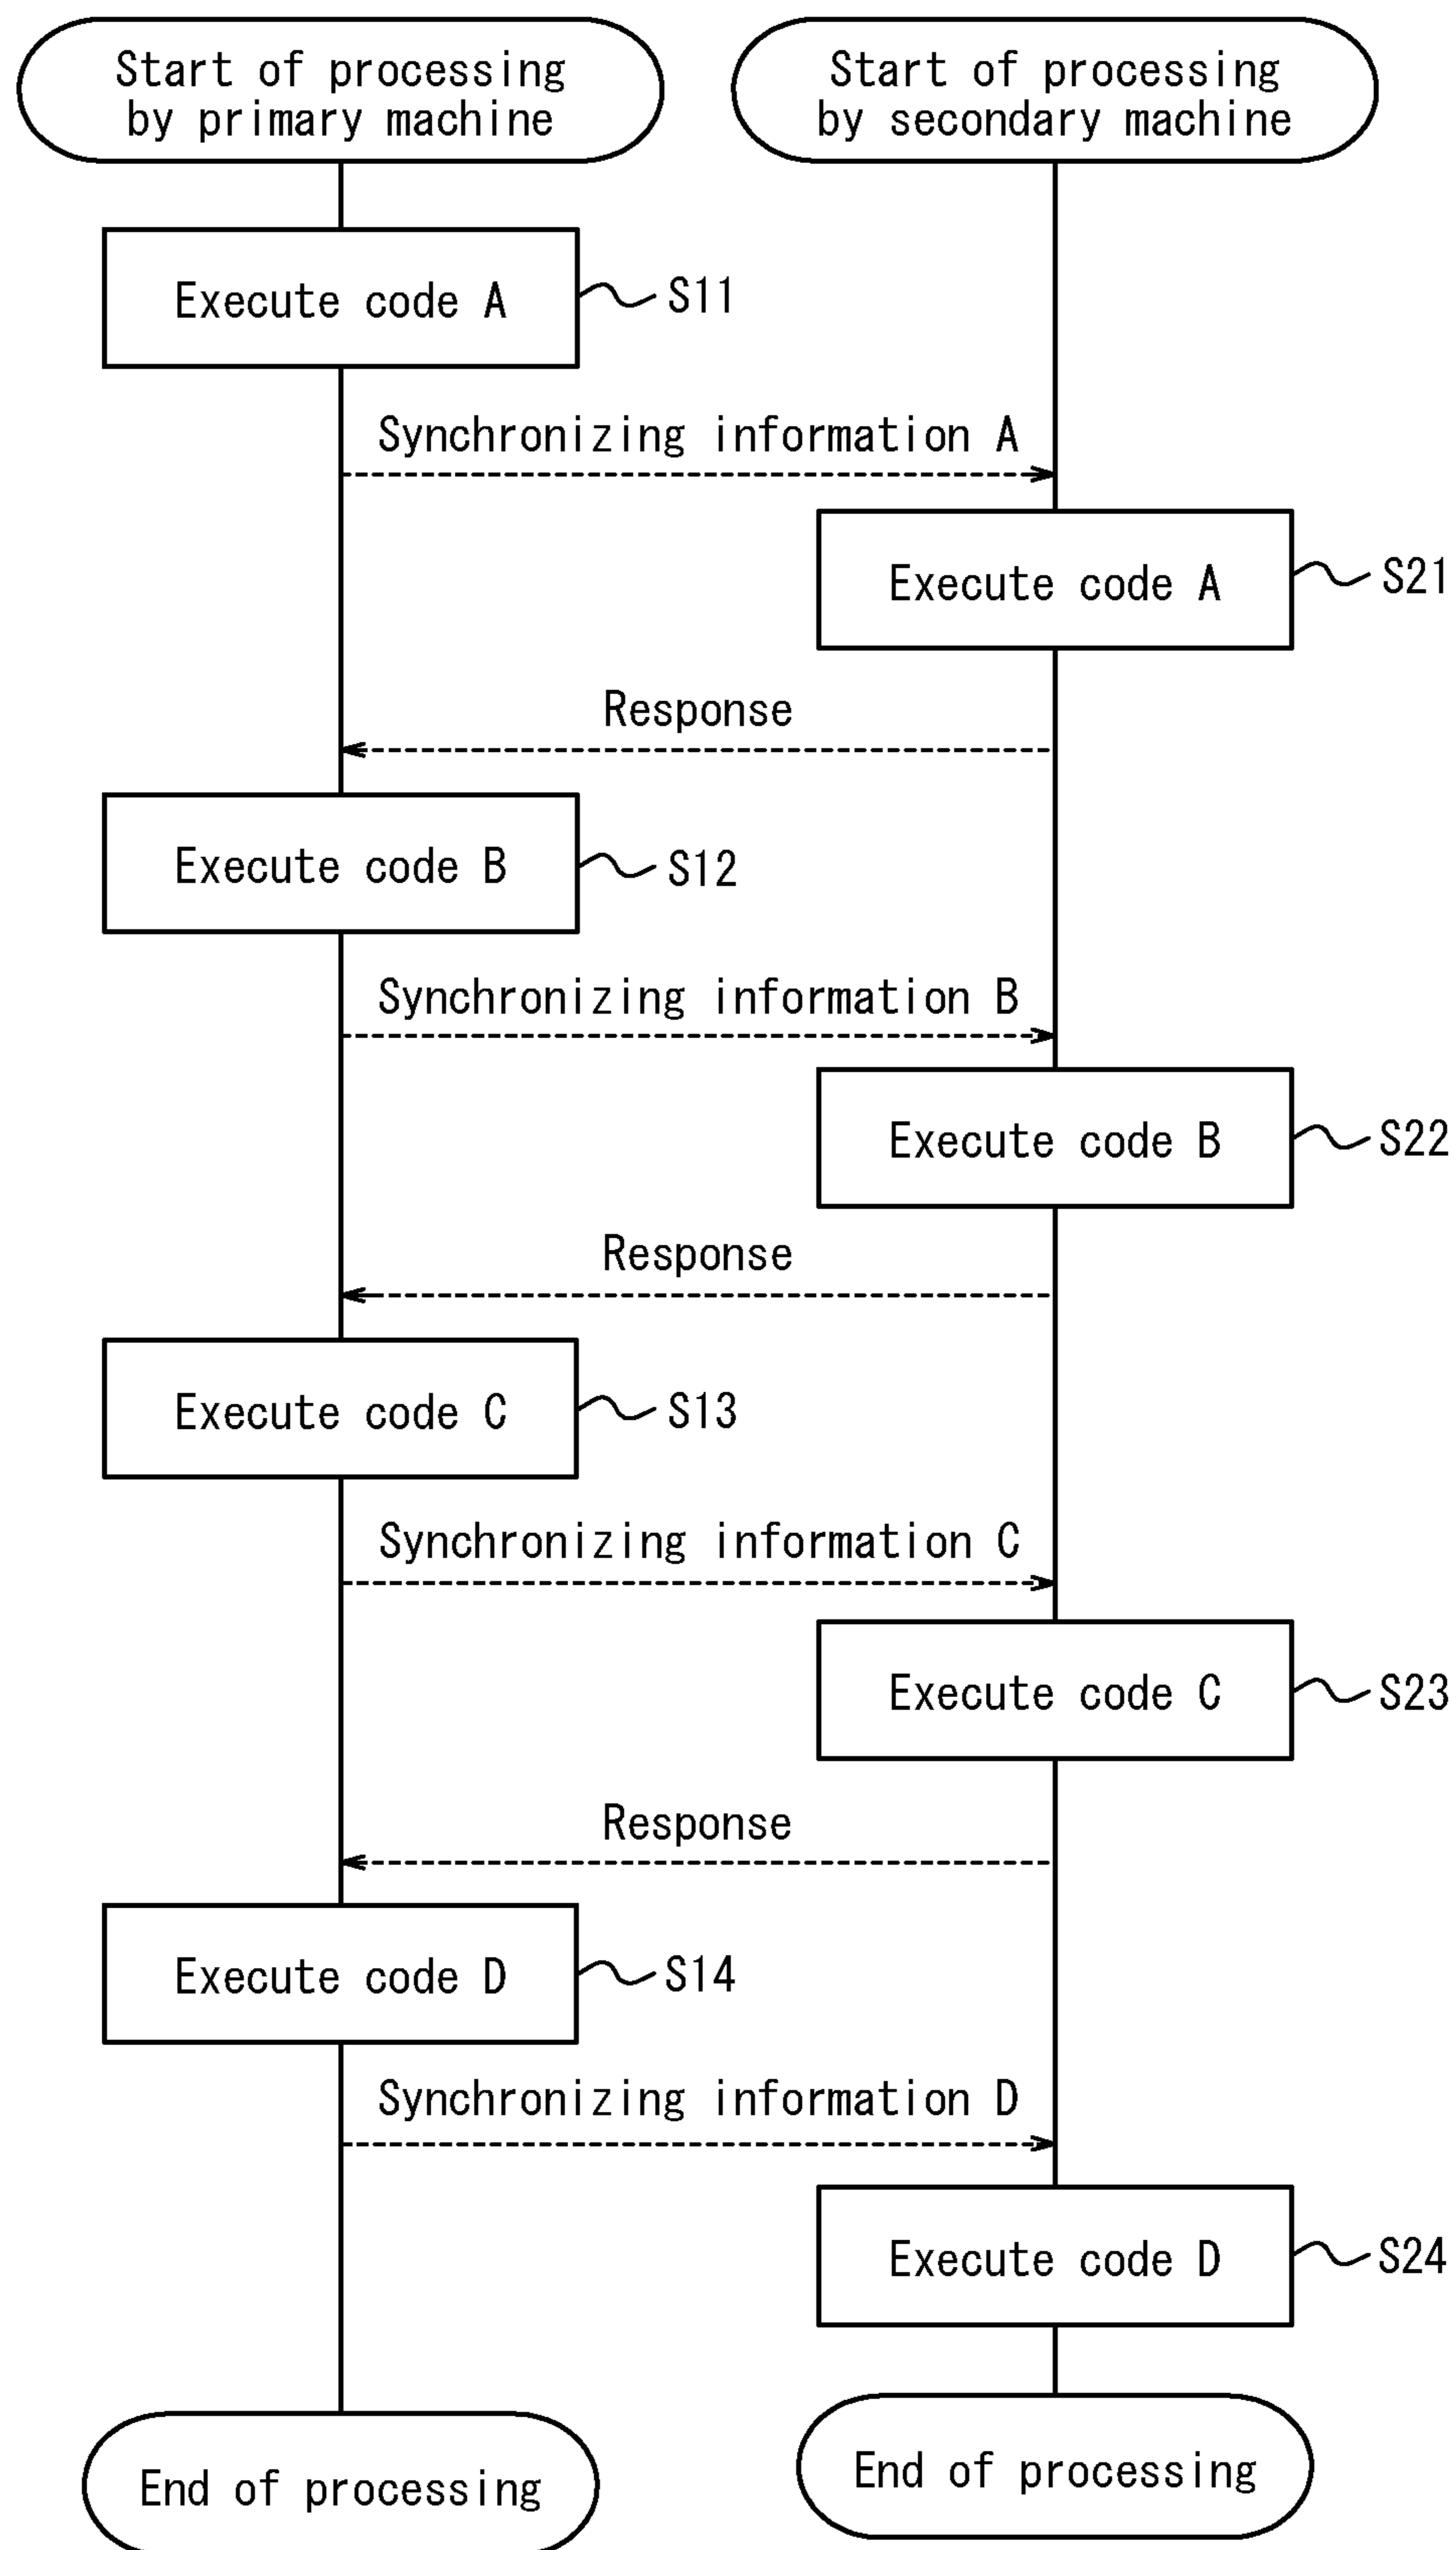 Start of processing
by primary machine
Start of processing
by secondary machine
Execute code A
S11
Synchronizing information A
Execute code A
S21
Response
Execute code B
S12
Synchronizing information B
Execute code B
S22
Response
Execute code C
S13
Synchronizing information C
Execute code C
S23
Response
Execute code D
S14
Synchronizing information D
Execute code D
S24
End of processing
End of processing